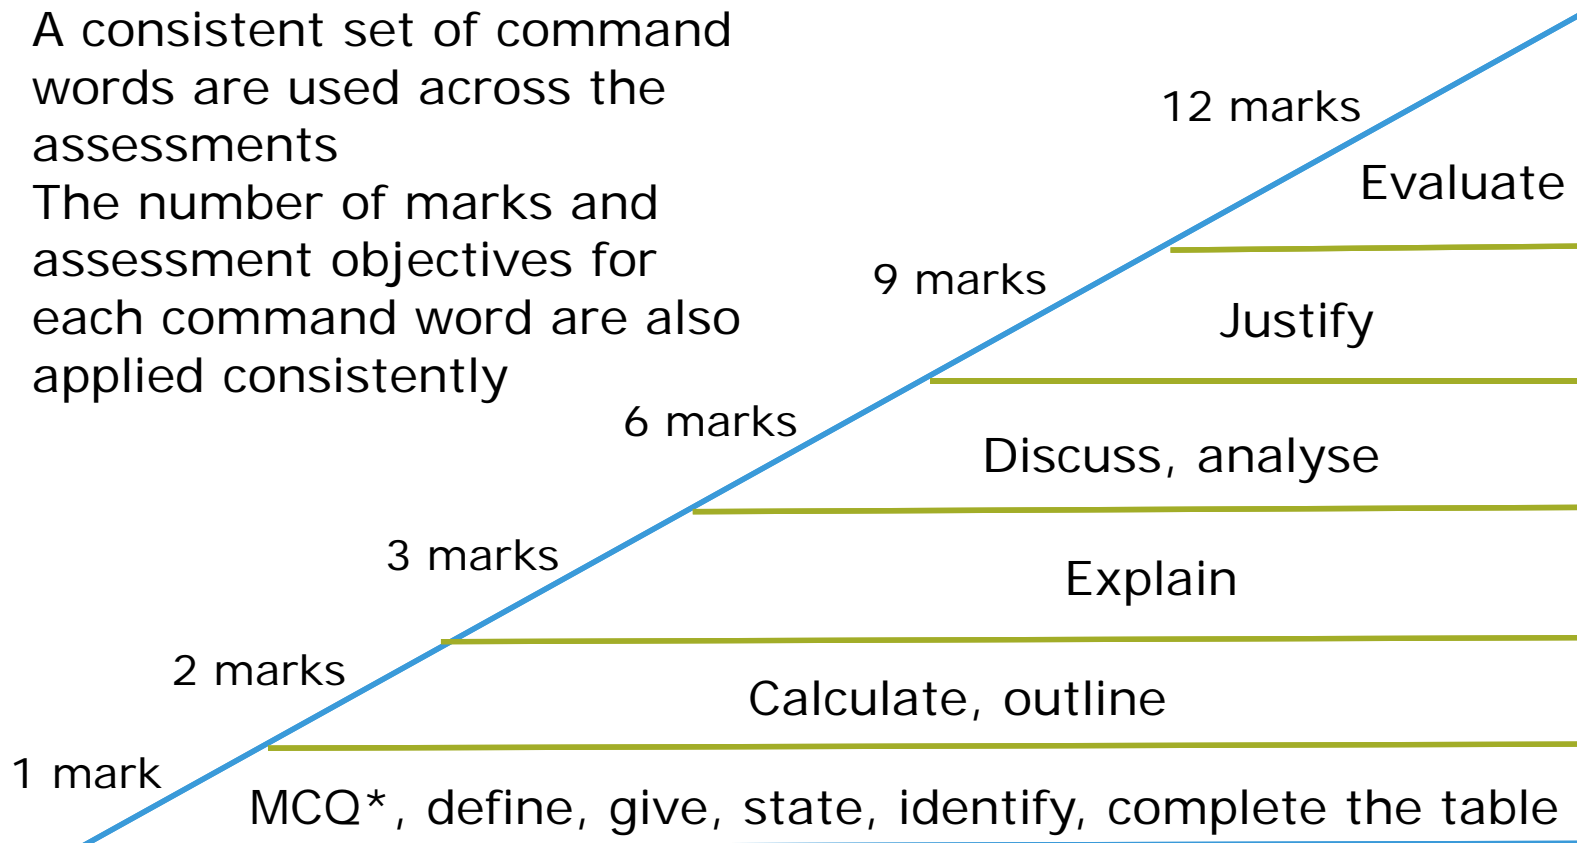 A consistent set of command
words are used across the
assessments
The number of marks and
assessment objectives for
each command word are also
applied consistently
12 marks
Evaluate
9 marks
Justify
6 marks
Discuss, analyse
3 marks
Explain
2 marks
Calculate, outline
1 mark
MCQ*, define, give, state, identify, complete the table